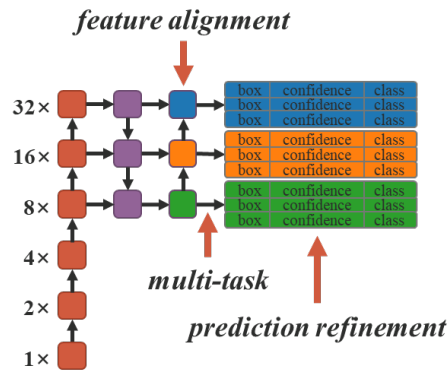 feature alignment
32× box confidence class
box confidence class
box confidence class
16× box confidence class
box confidence class
box confidence class
8× box confidence class
box confidence class
box confidence class
4×
multi-task
2×
prediction refinement
1×